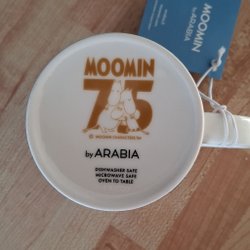 MOOMIN
75
© MOOMIN CHARACTERS™
by ARABIA
DISHWASHER SAFE
MICROWAVE SAFE
OVEN TO TABLE
MOOMIN
by ARABIA